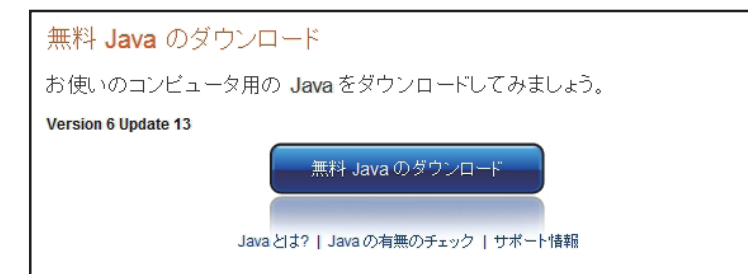 無料 Java のダウンロード
お使いのコンピュータ用の Java をダウンロードしてみましょう。
Version 6 Update 13
無料 Java のダウンロード
Java とは? | Java の有無のチェック | サポート情報